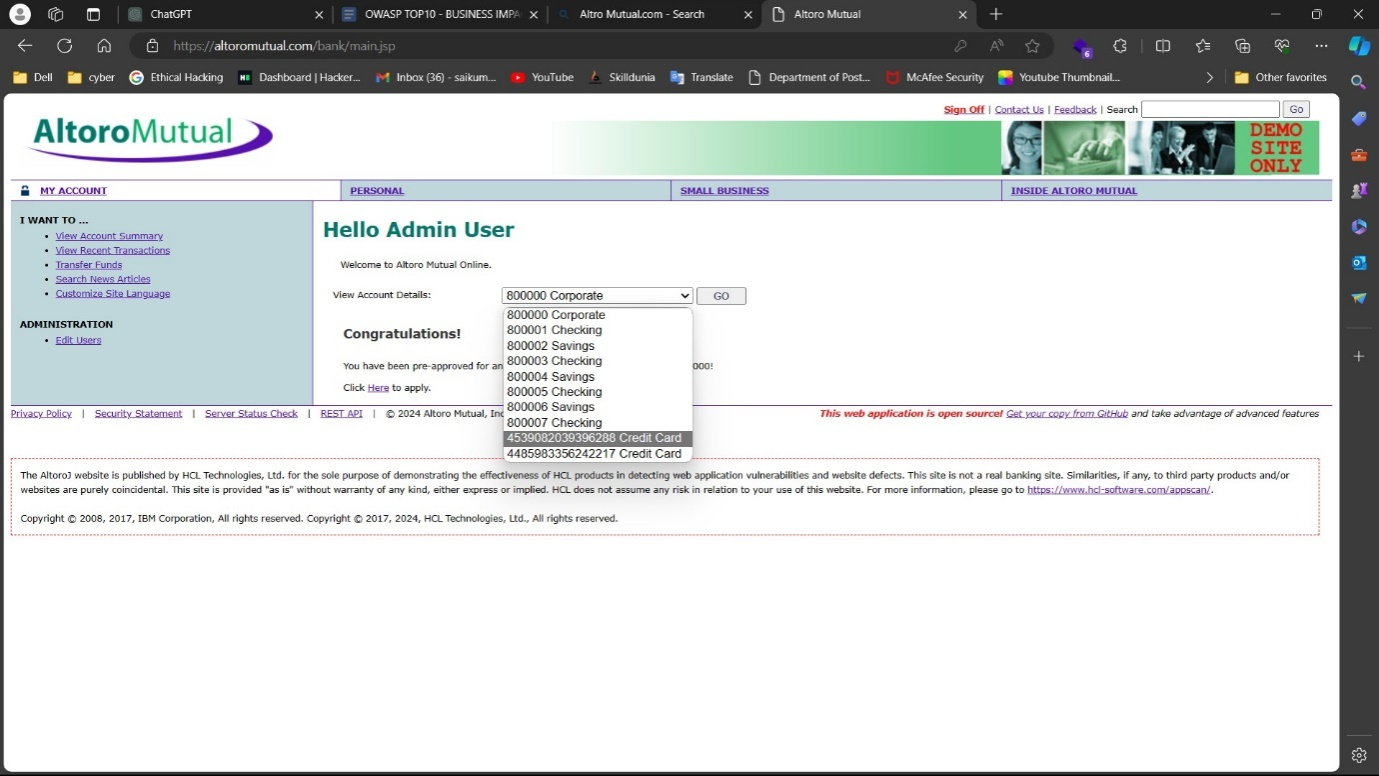 ChatGPT
OWASP TOP10 - BUSINESS IMPA
Altro Mutual.com - Search
Altoro Mutual
https://altoromutual.com/bank/main.jsp
6
Dell
cyber
Ethical Hacking
Dashboard | Hacker...
Inbox (36) - saikum...
YouTube
Skilldunia
Translate
Department of Post...
McAfee Security
Youtube Thumbnail...
Other favorites
Sign Off | Contact Us | Feedback | Search
Go
AltoroMutual
DEMO
SITE
ONLY
MY ACCOUNT
PERSONAL
SMALL BUSINESS
INSIDE ALTORO MUTUAL
I WANT TO ...
• View Account Summary
• View Recent Transactions
• Transfer Funds
• Search News Articles
• Customize Site Language
ADMINISTRATION
• Edit Users
Hello Admin User
Welcome to Altoro Mutual Online.
View Account Details:
800000 Corporate
GO
800000 Corporate
800001 Checking
800002 Savings
800003 Checking
800004 Savings
800005 Checking
800006 Savings
800007 Checking
4539082039396288 Credit Card
4485983356242217 Credit Card
Congratulations!
You have been pre-approved for an 000!
Click Here to apply.
Privacy Policy | Security Statement | Server Status Check | REST API | © 2024 Altoro Mutual, Inc
This web application is open source! Get your copy from GitHub and take advantage of advanced features
The AltoroJ website is published by HCL Technologies, Ltd. for the sole purpose of demonstrating the effectiveness of HCL products in detecting web application vulnerabilities and website defects. This site is not a real banking site. Similarities, if any, to third party products and/or
websites are purely coincidental. This site is provided "as is" without warranty of any kind, either express or implied. HCL does not assume any risk in relation to your use of this website. For more information, please go to https://www.hcl-software.com/appscan/.
Copyright © 2008, 2017, IBM Corporation, All rights reserved. Copyright © 2017, 2024, HCL Technologies, Ltd., All rights reserved.